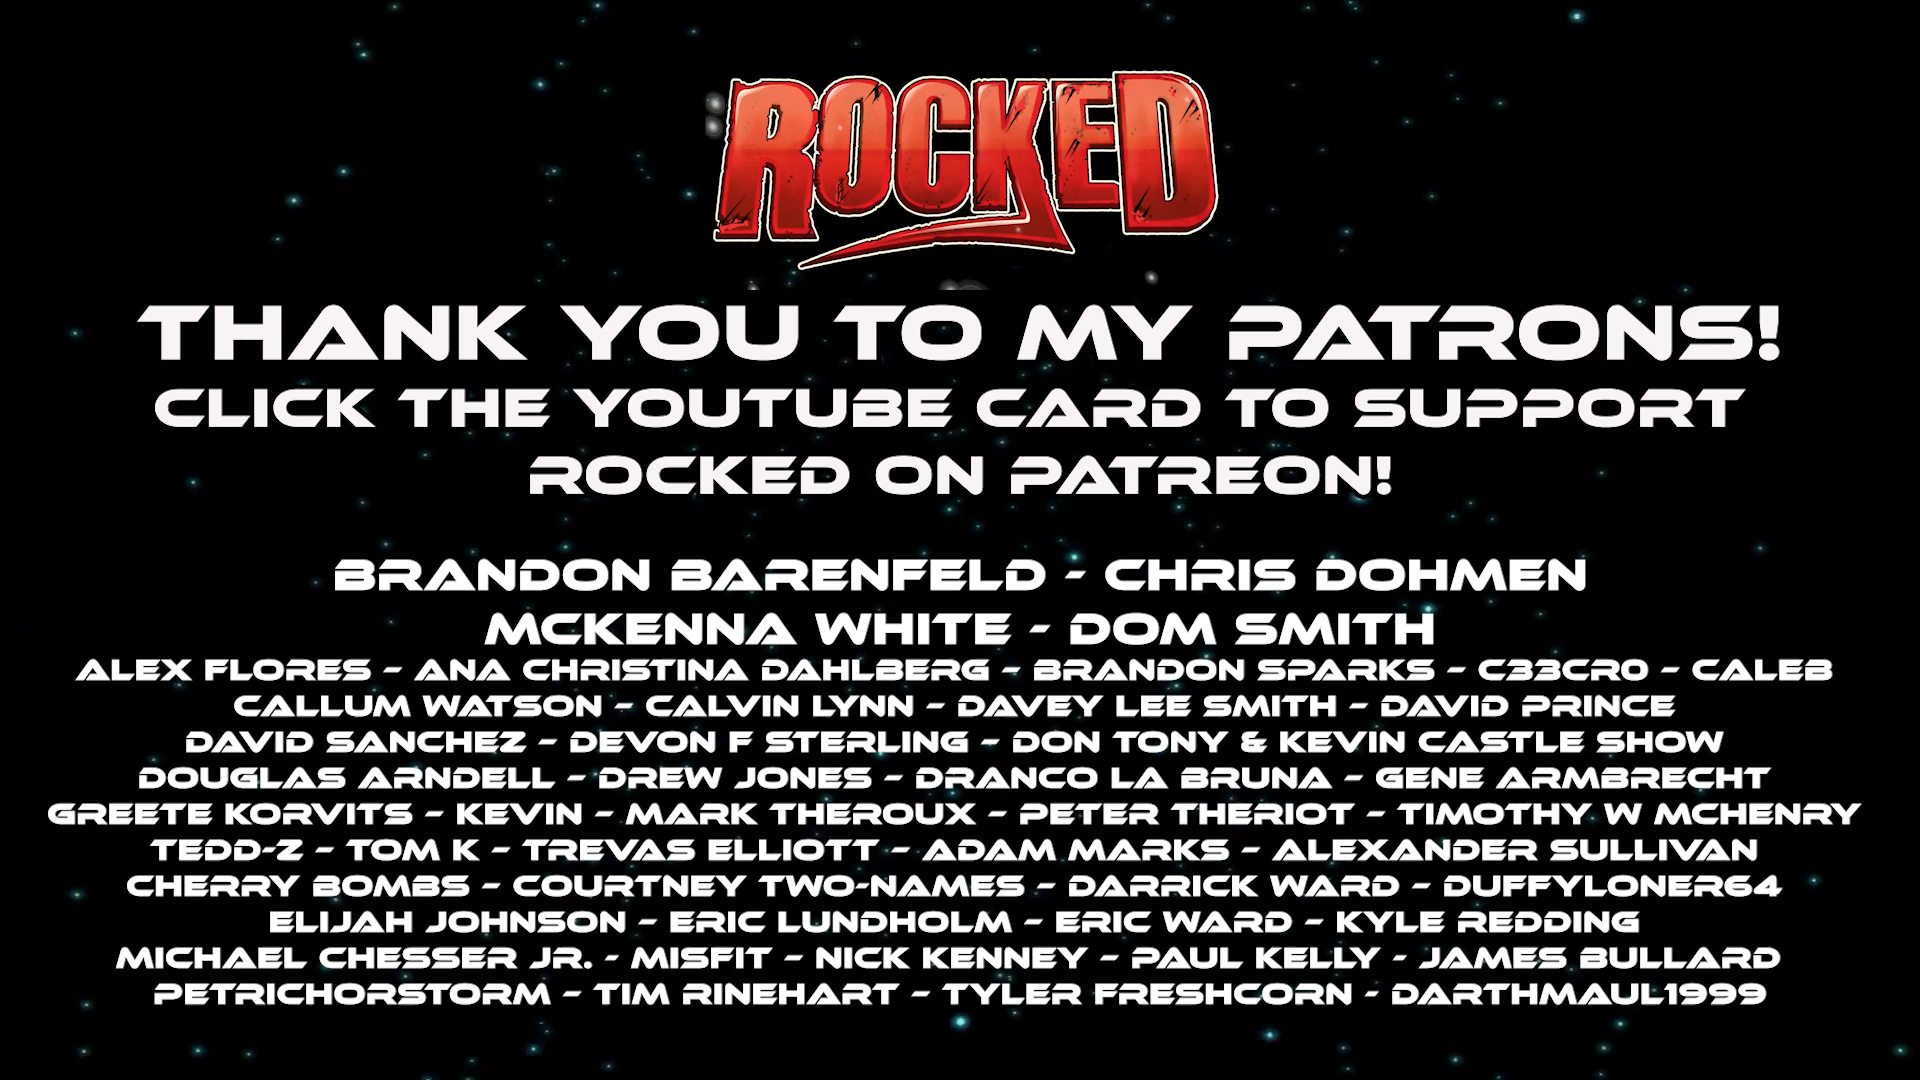 ROCKED
THANK YOU TO MY PATRONS!
CLICK THE YOUTUBE CARD TO SUPPORT
ROCKED ON PATREON!
BRANDON BARENFELD - CHRIS DOHMEN
MCKENNA WHITE - DOM SMITH
ALEX FLORES - ANA CHRISTINA DAHLBERG - BRANDON SPARKS - C33CR0 - CALEB
CALLUM WATSON - CALVIN LYNN - DAVEY LEE SMITH - DAVID PRINCE
DAVID SANCHEZ - DEVON F STERLING - DON TONY & KEVIN CASTLE SHOW
DOUGLAS ARNDELL - DREW JONES - DRANCO LA BRUNA - GENE ARMBRECHT
GREETE KORVITS - KEVIN - MARK THEROUX - PETER THERIOT - TIMOTHY W MCHENRY
TEDD-Z - TOM K - TREVAS ELLIOTT - ADAM MARKS - ALEXANDER SULLIVAN
CHERRY BOMBS - COURTNEY TWO-NAMES - DARRICK WARD - DUFFYLONER64
ELIJAH JOHNSON - ERIC LUNDHOLM - ERIC WARD - KYLE REDDING
MICHAEL CHESSER JR. - MISFIT - NICK KENNEY - PAUL KELLY - JAMES BULLARD
PETRICHORSTORM - TIM RINEHART - TYLER FRESHCORN - DARTHMAUL1999